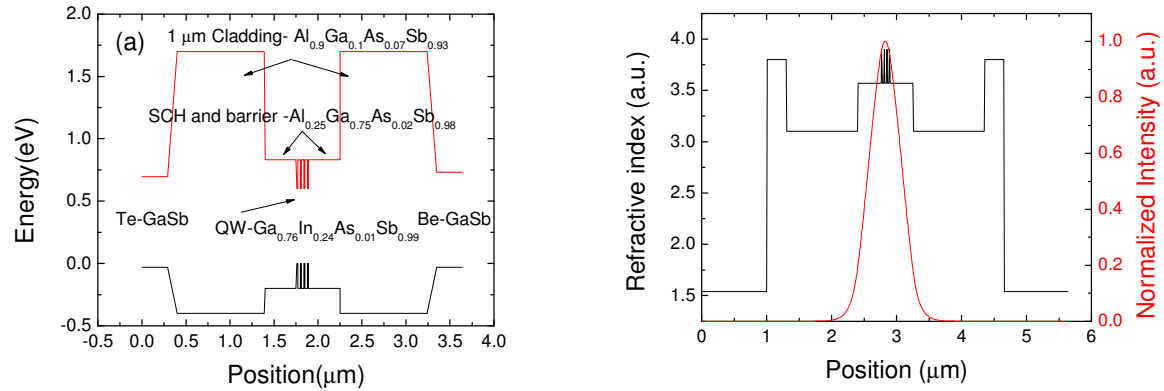 (a)
1 μm Cladding- Al0.9Ga0.1As0.07Sb0.93
SCH and barrier -Al0.25Ga0.75As0.02Sb0.98
Te-GaSb
Be-GaSb
QW-Ga0.76In0.24As0.01Sb0.99
Energy(eV)
2.0
1.5
1.0
0.5
0.0
-0.5
-0.5 0.0 0.5 1.0 1.5 2.0 2.5 3.0 3.5 4.0
Position(μm)
Refractive index (a.u.)
4.0
3.5
3.0
2.5
2.0
1.5
0 1 2 3 4 5 6
Position (μm)
1.0
0.8
0.6
0.4
0.2
0.0
Normalized Intensity (a.u.)